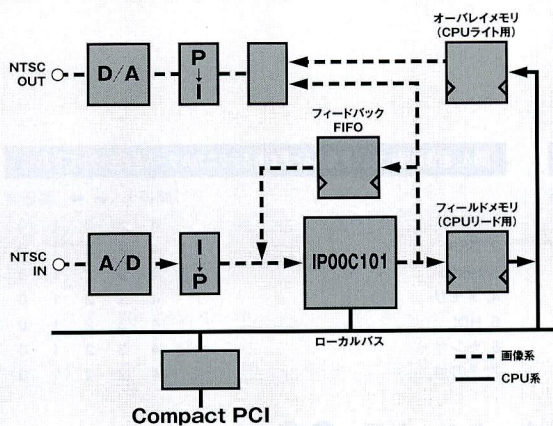 オーバレイメモリ
(CPUライト用)
NTSC
OUT
D/A
P
↓
I
フィードバック
FIFO
フィールドメモリ
(CPUリード用)
NTSC
IN
A/D
I
↓
P
IP00C101
ローカルバス
画像系
CPU系
Compact PCI